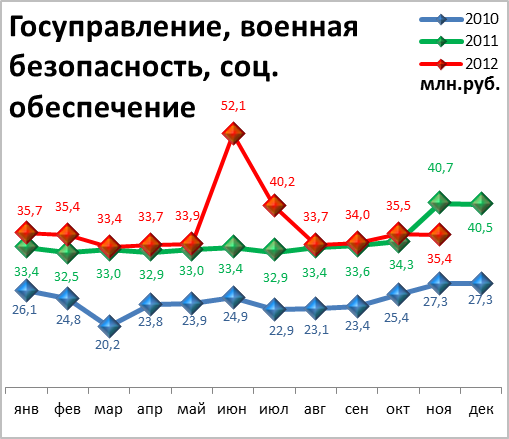 Госуправление, военная
безопасность, соц.
обеспечение
2010
2011
2012
млн.руб.
52,1
40,7
40,2
35,7 35,4 33,4 33,7 33,9 33,7 34,0 35,5
40,5
33,4 32,5 33,0 32,9 33,0 33,4 32,9 33,4 33,6 34,3 35,4
26,1 24,8 20,2 23,8 23,9 24,9 22,9 23,1 23,4 25,4 27,3 27,3
янв фев мар апр май июн июл авг сен окт ноя дек